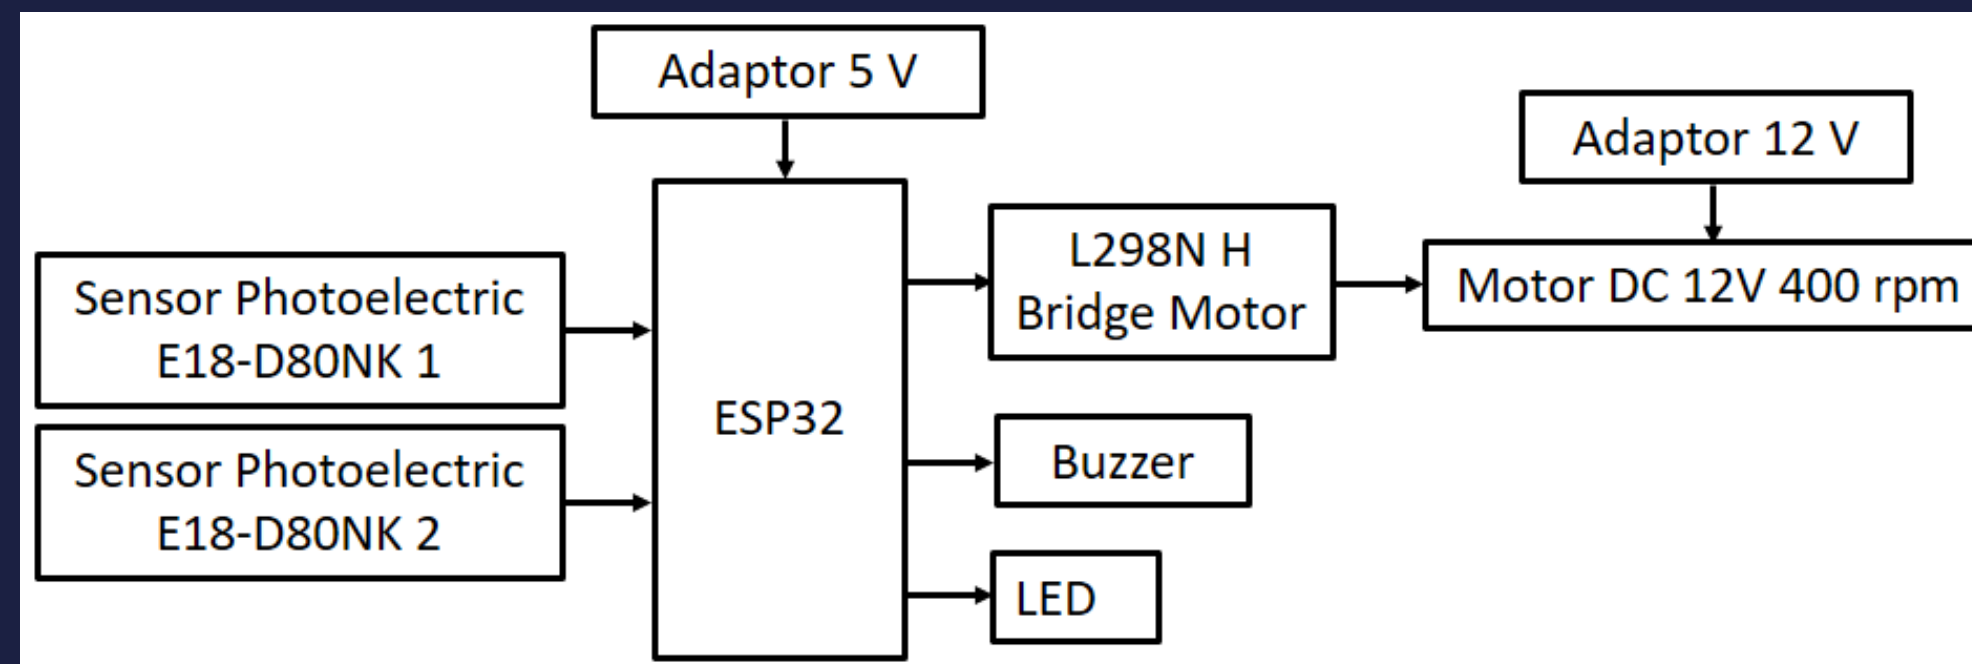 Adaptor 5 V
Adaptor 12 V
Sensor Photoelectric
E18-D80NK 1
Sensor Photoelectric
E18-D80NK 2
ESP32
L298N H
Bridge Motor
Motor DC 12V 400 rpm
Buzzer
LED